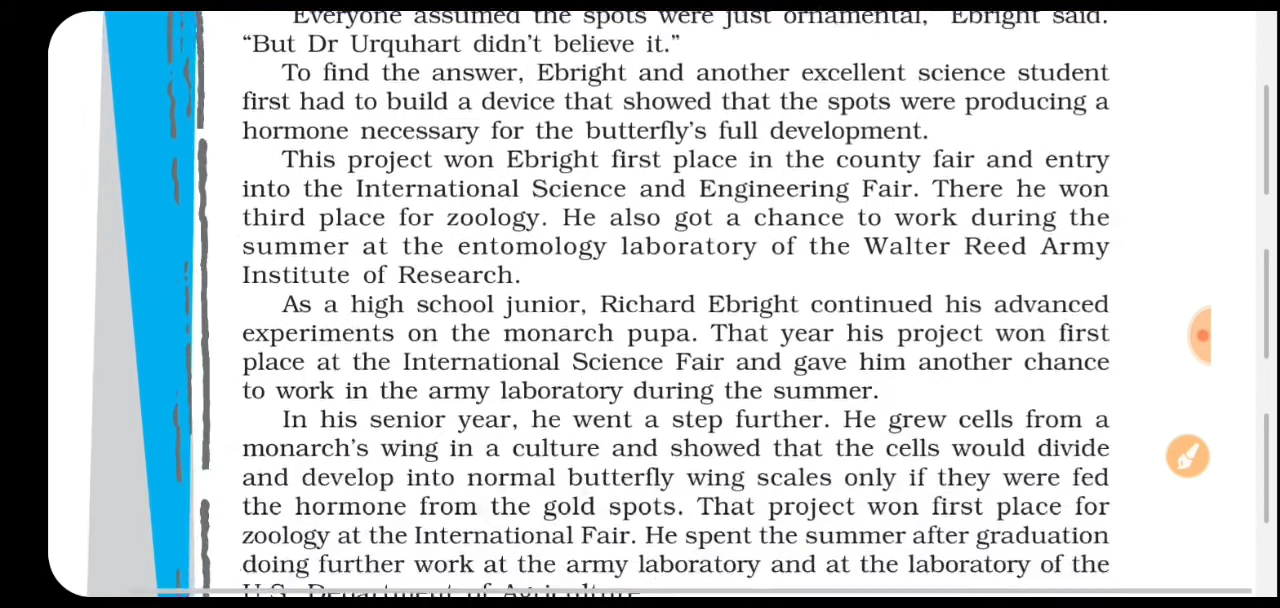 Everyone assumed the spots were just ornamental," Ebright said.
“But Dr Urquhart didn’t believe it.”
To find the answer, Ebright and another excellent science student
first had to build a device that showed that the spots were producing a
hormone necessary for the butterfly’s full development.
This project won Ebright first place in the county fair and entry
into the International Science and Engineering Fair. There he won
third place for zoology. He also got a chance to work during the
summer at the entomology laboratory of the Walter Reed Army
Institute of Research.
As a high school junior, Richard Ebright continued his advanced
experiments on the monarch pupa. That year his project won first
place at the International Science Fair and gave him another chance
to work in the army laboratory during the summer.
In his senior year, he went a step further. He grew cells from a
monarch’s wing in a culture and showed that the cells would divide
and develop into normal butterfly wing scales only if they were fed
the hormone from the gold spots. That project won first place for
zoology at the International Fair. He spent the summer after graduation
doing further work at the army laboratory and at the laboratory of the
U.S. Department of Agriculture